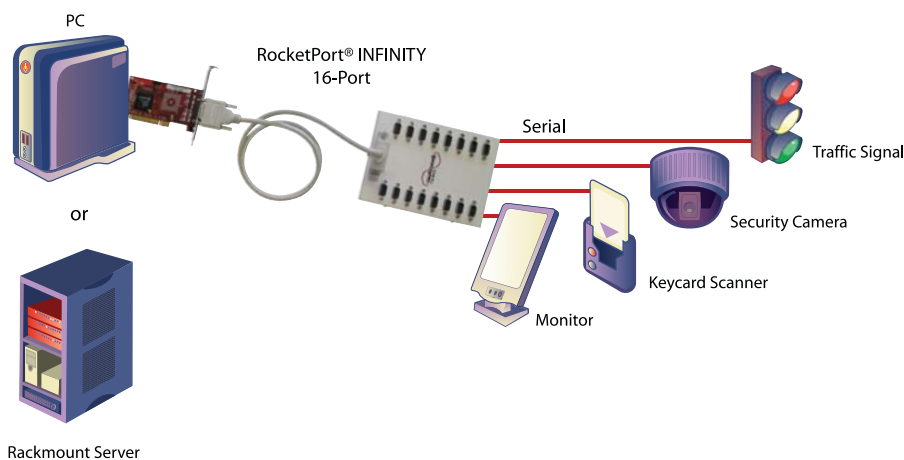 PC
RocketPort® INFINITY
16-Port
Serial
Traffic Signal
Security Camera
Keycard Scanner
Monitor
or
Rackmount Server